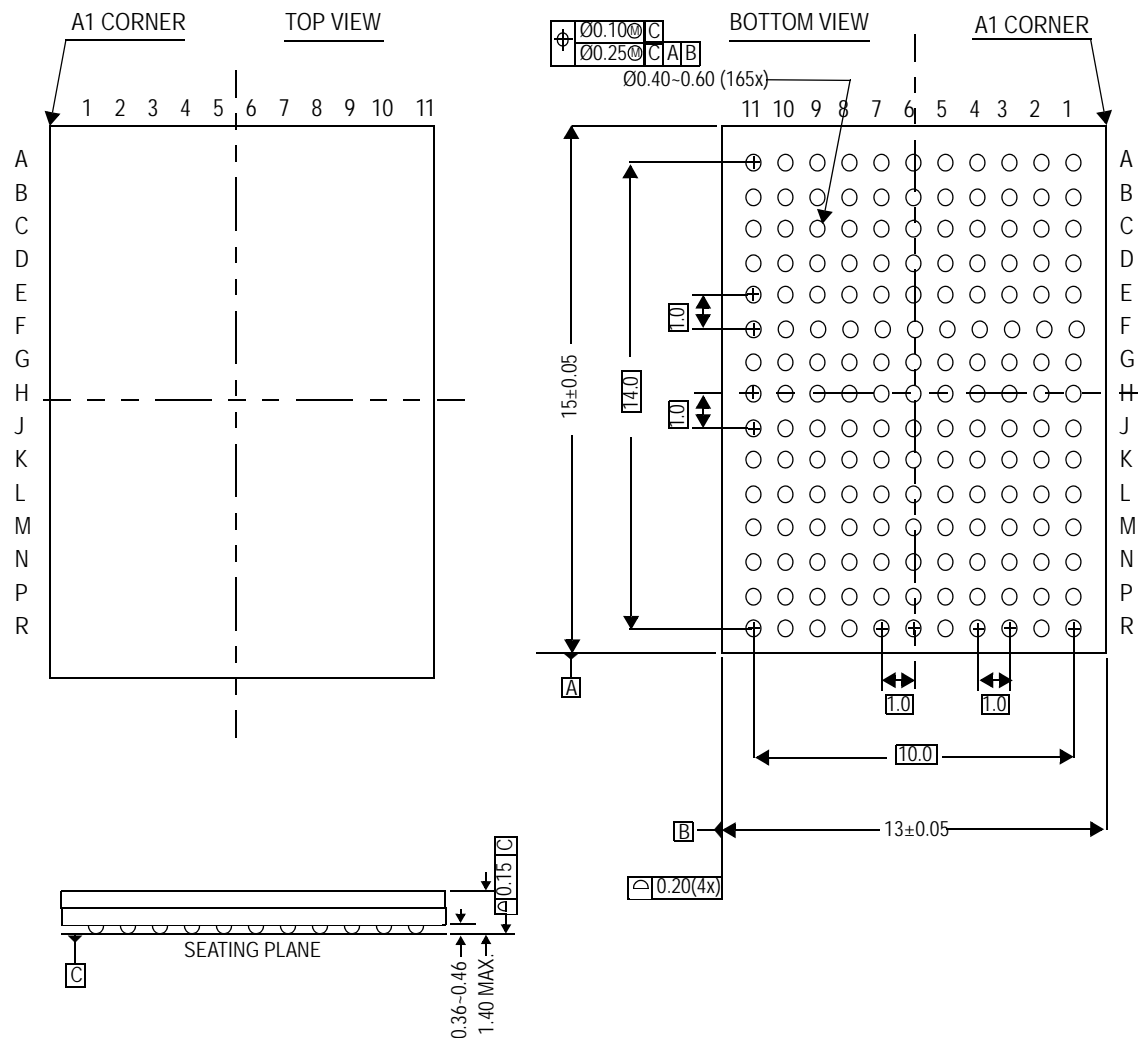 A1 CORNER
TOP VIEW
1 2 3 4 5 6 7 8 9 10 11
A
B
C
D
E
F
G
H
J
K
L
M
N
P
R
Ø0.10Ⓜ C
Ø0.25Ⓜ C A B
BOTTOM VIEW
A1 CORNER
Ø0.40~0.60 (165x)
11 10 9 8 7 6 5 4 3 2 1
A
B
C
D
E
F
G
H
J
K
L
M
N
P
R
15±0.05
14.0
1.0
1.0
A
1.0
1.0
10.0
B
13±0.05
0.20(4x)
0.15 C
SEATING PLANE
C
0.36~0.46
1.40 MAX.